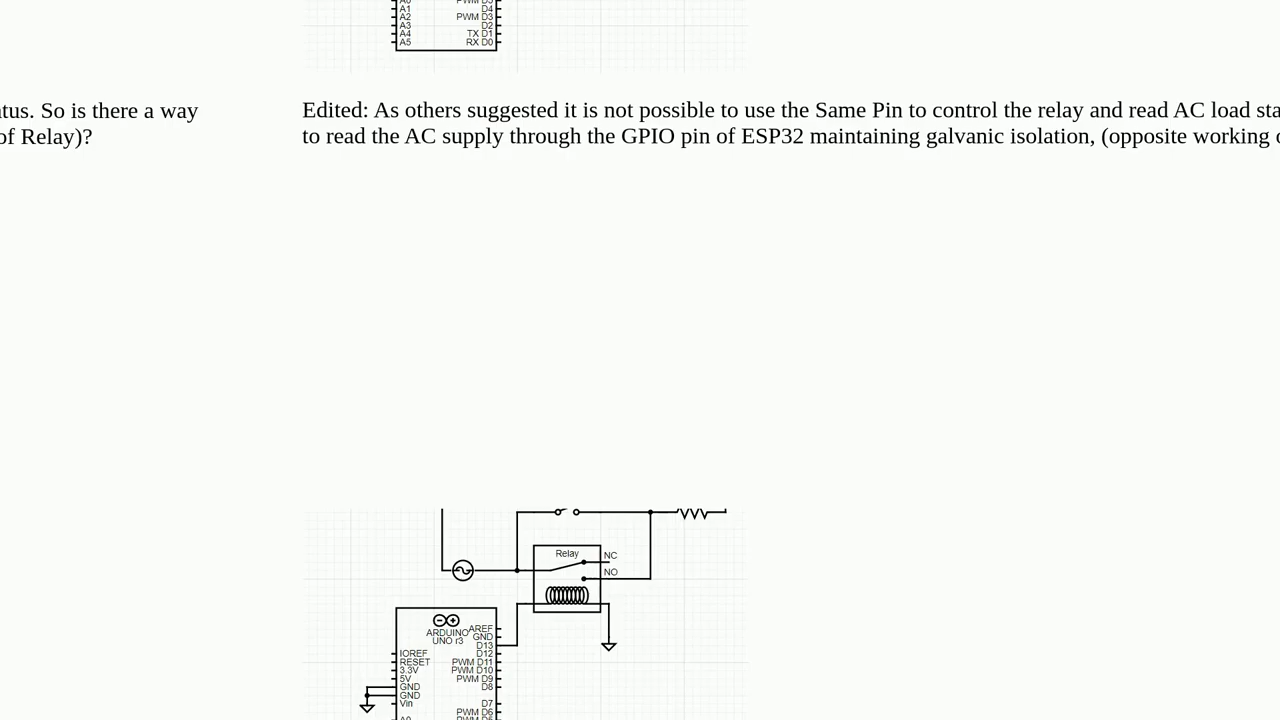 A1
A2
A3
A4
A5
PWM D3
D4
D2
TX D1
RX D0
Edited: As others suggested it is not possible to use the Same Pin to control the relay and read AC load sta
to read the AC supply through the GPIO pin of ESP32 maintaining galvanic isolation, (opposite working
tus. So is there a way
of Relay)?
Relay
NC
NO
ARDUINO
UNO r3
IOREF
RESET
3.3V
5V
GND
GND
Vin
AREF
GND
D13
D12
PWM D11
PWM D10
PWM D9
D8
D7
PWM D6